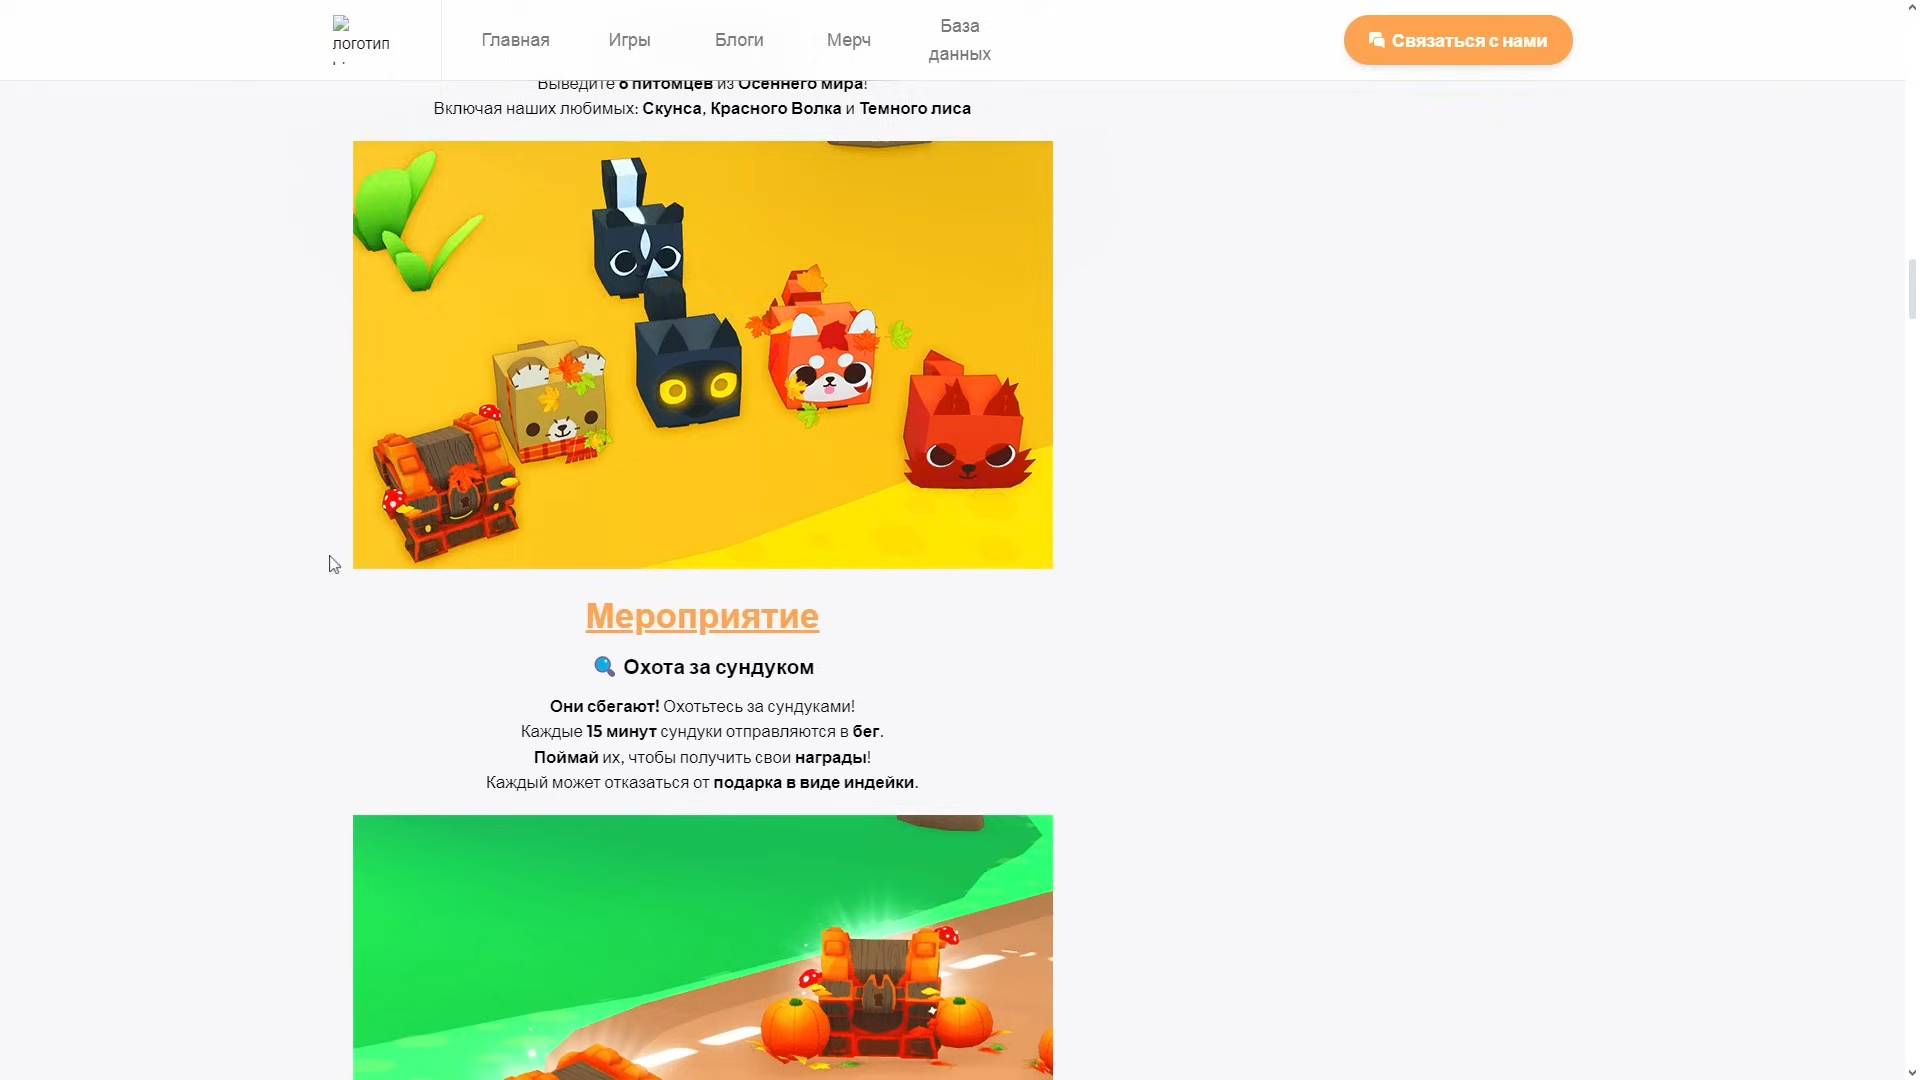 логотип
Главная
Игры
Блоги
Мерч
База
данных
Связаться с нами
Выведите 8 питомцев из Осеннего мира!
Включая наших любимых: Скунса, Красного Волка и Темного лиса
Мероприятие
🔍 Охота за сундуком
Они сбегают! Охотьтесь за сундуками!
Каждые 15 минут сундуки отправляются в бег.
Поймай их, чтобы получить свои награды!
Каждый может отказаться от подарка в виде индейки.